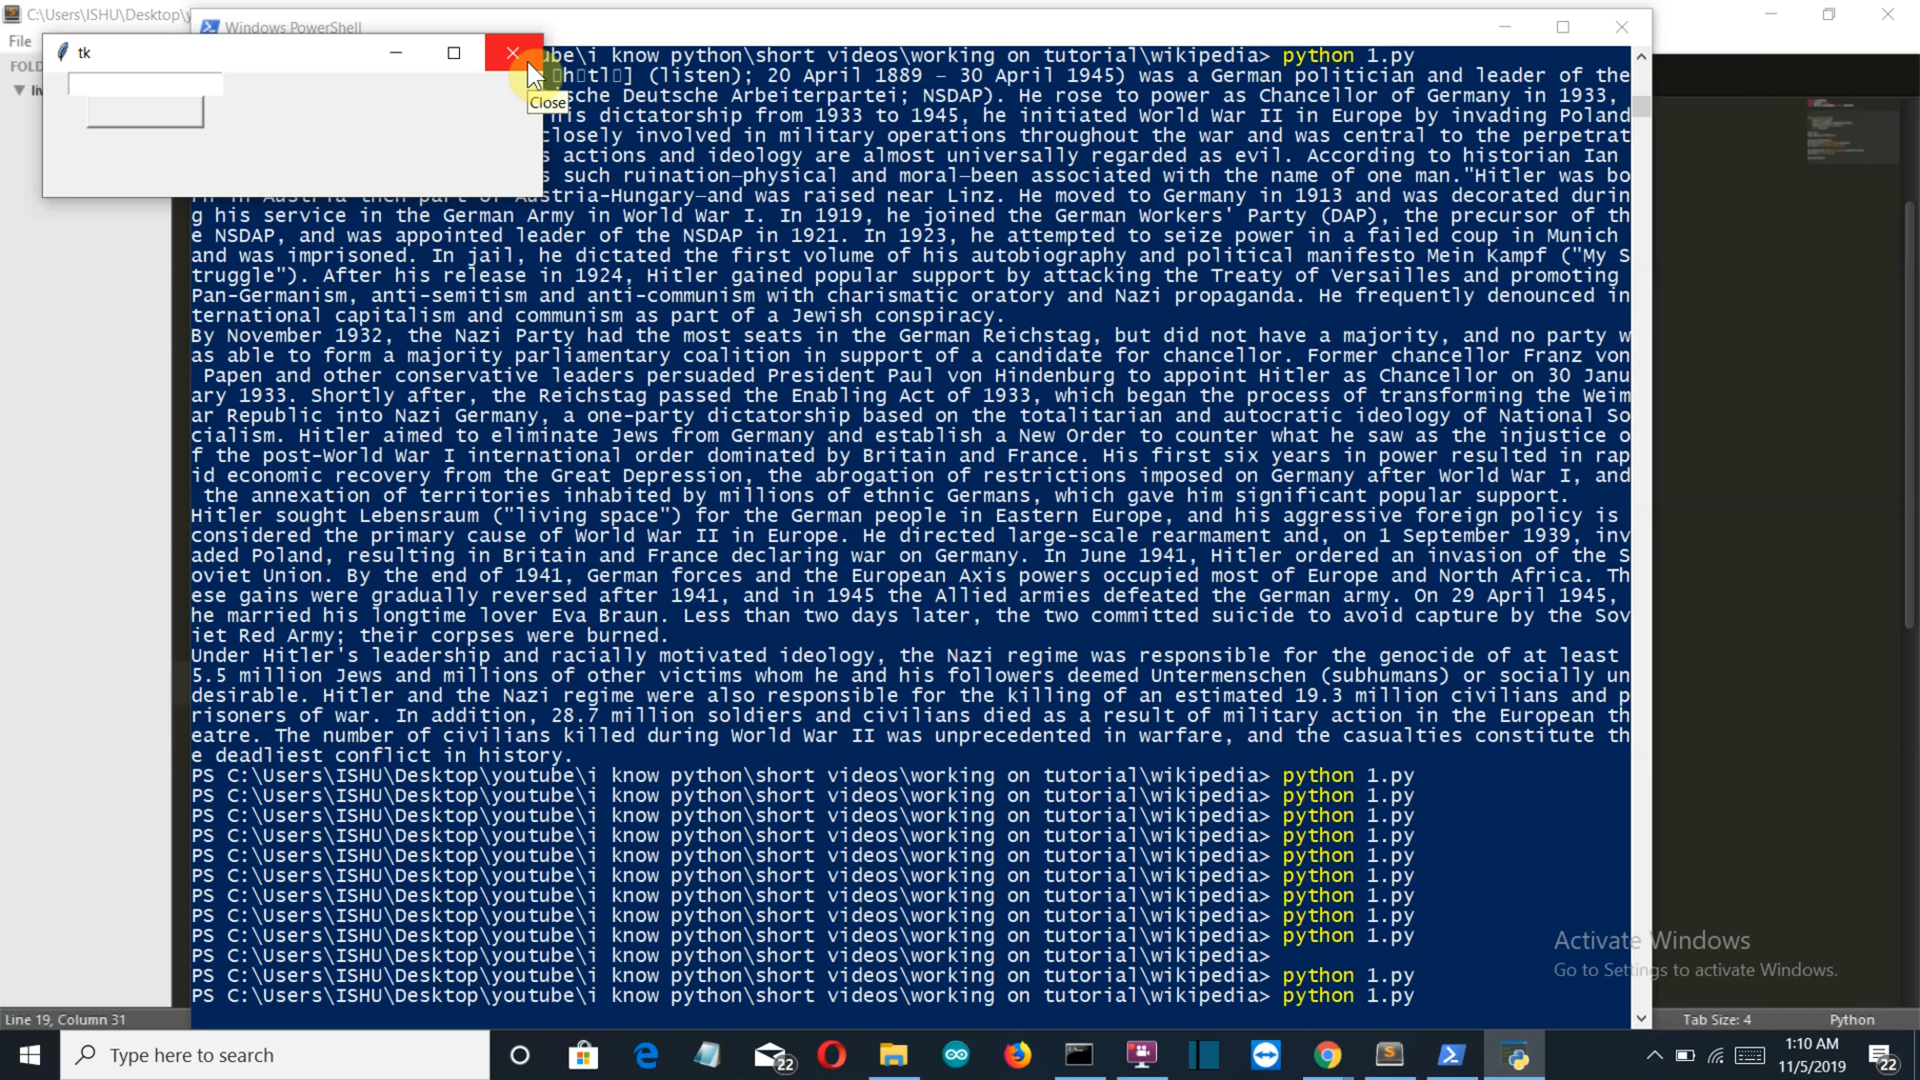 C:\Users\ISHU\Desktop\y
Windows PowerShell
File
tk
FOLD
liv
Close
ube\i know python\short videos\working on tutorial\wikipedia> python 1.py
(listen); 20 April 1889 – 30 April 1945) was a German politician and leader of the
sche Deutsche Arbeiterpartei; NSDAP). He rose to power as Chancellor of Germany in 1933,
his dictatorship from 1933 to 1945, he initiated World War II in Europe by invading Poland
closely involved in military operations throughout the war and was central to the perpetrat
s actions and ideology are almost universally regarded as evil. According to historian Ian
s such ruination—physical and moral—been associated with the name of one man."Hitler was bo
rn in Austria then part of Austria-Hungary—and was raised near Linz. He moved to Germany in 1913 and was decorated durin
g his service in the German Army in World War I. In 1919, he joined the German Workers' Party (DAP), the precursor of th
e NSDAP, and was appointed leader of the NSDAP in 1921. In 1923, he attempted to seize power in a failed coup in Munich
and was imprisoned. In jail, he dictated the first volume of his autobiography and political manifesto Mein Kampf ("My S
truggle"). After his release in 1924, Hitler gained popular support by attacking the Treaty of Versailles and promoting
Pan-Germanism, anti-semitism and anti-communism with charismatic oratory and Nazi propaganda. He frequently denounced in
ternational capitalism and communism as part of a Jewish conspiracy.
By November 1932, the Nazi Party had the most seats in the German Reichstag, but did not have a majority, and no party w
as able to form a majority parliamentary coalition in support of a candidate for chancellor. Former chancellor Franz von
Papen and other conservative leaders persuaded President Paul von Hindenburg to appoint Hitler as Chancellor on 30 Janu
ary 1933. Shortly after, the Reichstag passed the Enabling Act of 1933, which began the process of transforming the Weim
ar Republic into Nazi Germany, a one-party dictatorship based on the totalitarian and autocratic ideology of National So
cialism. Hitler aimed to eliminate Jews from Germany and establish a New Order to counter what he saw as the injustice o
f the post-World War I international order dominated by Britain and France. His first six years in power resulted in rap
id economic recovery from the Great Depression, the abrogation of restrictions imposed on Germany after World War I, and
the annexation of territories inhabited by millions of ethnic Germans, which gave him significant popular support.
Hitler sought Lebensraum ("living space") for the German people in Eastern Europe, and his aggressive foreign policy is
considered the primary cause of World War II in Europe. He directed large-scale rearmament and, on 1 September 1939, inv
aded Poland, resulting in Britain and France declaring war on Germany. In June 1941, Hitler ordered an invasion of the S
oviet Union. By the end of 1941, German forces and the European Axis powers occupied most of Europe and North Africa. Th
ese gains were gradually reversed after 1941, and in 1945 the Allied armies defeated the German army. On 29 April 1945,
he married his longtime lover Eva Braun. Less than two days later, the two committed suicide to avoid capture by the Sov
iet Red Army; their corpses were burned.
Under Hitler's leadership and racially motivated ideology, the Nazi regime was responsible for the genocide of at least
5.5 million Jews and millions of other victims whom he and his followers deemed Untermenschen (subhumans) or socially un
desirable. Hitler and the Nazi regime were also responsible for the killing of an estimated 19.3 million civilians and p
risoners of war. In addition, 28.7 million soldiers and civilians died as a result of military action in the European th
eatre. The number of civilians killed during World War II was unprecedented in warfare, and the casualties constitute th
e deadliest conflict in history.
PS C:\Users\ISHU\Desktop\youtube\i know python\short videos\working on tutorial\wikipedia> python 1.py
PS C:\Users\ISHU\Desktop\youtube\i know python\short videos\working on tutorial\wikipedia> python 1.py
PS C:\Users\ISHU\Desktop\youtube\i know python\short videos\working on tutorial\wikipedia> python 1.py
PS C:\Users\ISHU\Desktop\youtube\i know python\short videos\working on tutorial\wikipedia> python 1.py
PS C:\Users\ISHU\Desktop\youtube\i know python\short videos\working on tutorial\wikipedia> python 1.py
PS C:\Users\ISHU\Desktop\youtube\i know python\short videos\working on tutorial\wikipedia> python 1.py
PS C:\Users\ISHU\Desktop\youtube\i know python\short videos\working on tutorial\wikipedia> python 1.py
PS C:\Users\ISHU\Desktop\youtube\i know python\short videos\working on tutorial\wikipedia> python 1.py
PS C:\Users\ISHU\Desktop\youtube\i know python\short videos\working on tutorial\wikipedia> python 1.py
PS C:\Users\ISHU\Desktop\youtube\i know python\short videos\working on tutorial\wikipedia>
PS C:\Users\ISHU\Desktop\youtube\i know python\short videos\working on tutorial\wikipedia> python 1.py
PS C:\Users\ISHU\Desktop\youtube\i know python\short videos\working on tutorial\wikipedia> python 1.py
Activate Windows
Go to Settings to activate Windows.
Line 19, Column 31
Tab Size: 4
Python
Type here to search
22
1:10 AM
11/5/2019
22